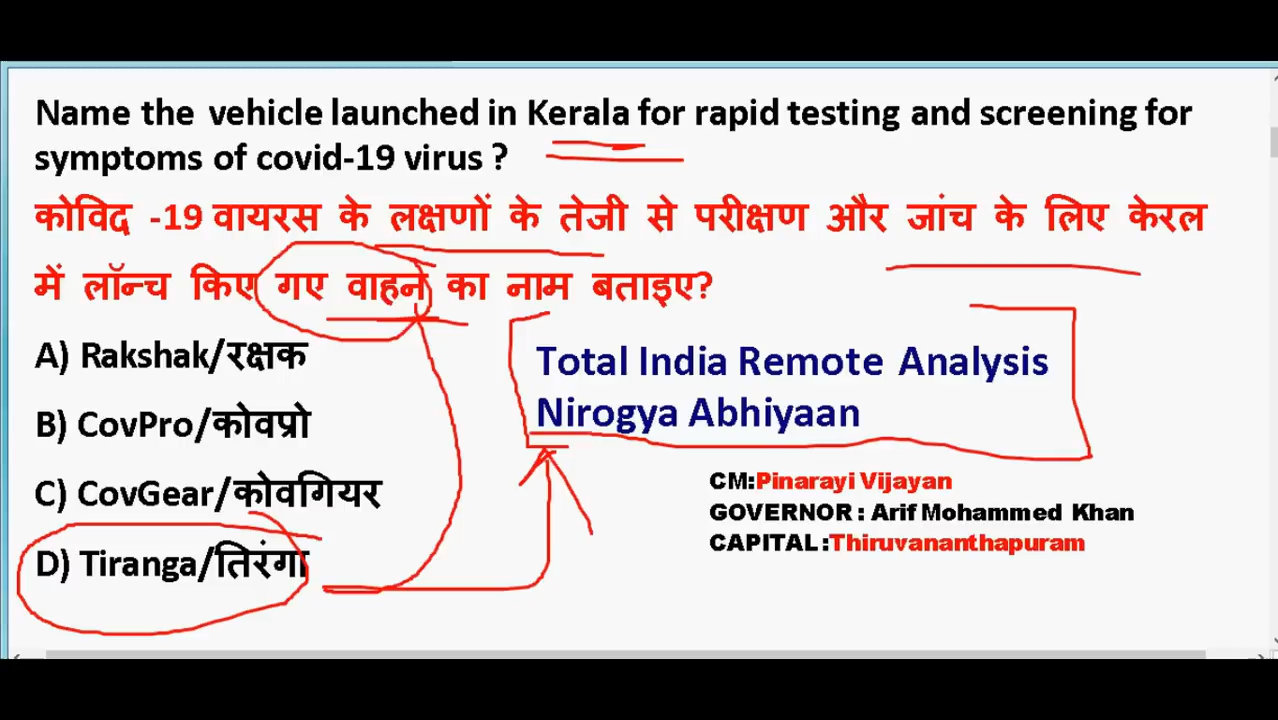 Name the vehicle launched in Kerala for rapid testing and screening for
symptoms of covid-19 virus ?
कोविद -19 वायरस के लक्षणों के तेजी से परीक्षण और जांच के लिए केरल
में लॉन्च किए गए वाहन का नाम बताइए?
A) Rakshak/रक्षक
B) CovPro/कोवप्रो
C) CovGear/कोवगियर
D) Tiranga/तिरंगा
Total India Remote Analysis
Nirogya Abhiyaan
CM:Pinarayi Vijayan
GOVERNOR : Arif Mohammed Khan
CAPITAL :Thiruvananthapuram